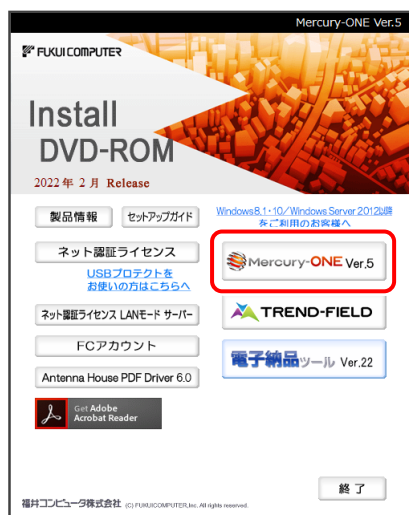 Mercury-ONE Ver.5
FUKUI COMPUTER
Install
DVD-ROM
2022年 2月 Release
製品情報
セットアップガイド
Windows8.1・10/Windows Server 2012以降
をご利用のお客様へ
ネット認証ライセンス
USBプロテクトを
お使いの方はこちらへ
Mercury-ONE Ver.5
ネット認証ライセンス LANモード サーバー
TREND-FIELD
FCアカウント
電子納品ツール Ver.22
Antenna House PDF Driver 6.0
Get Adobe
Acrobat Reader
終了
福井コンピュータ株式会社 (C) FUKUI COMPUTER, Inc. All rights reserved.